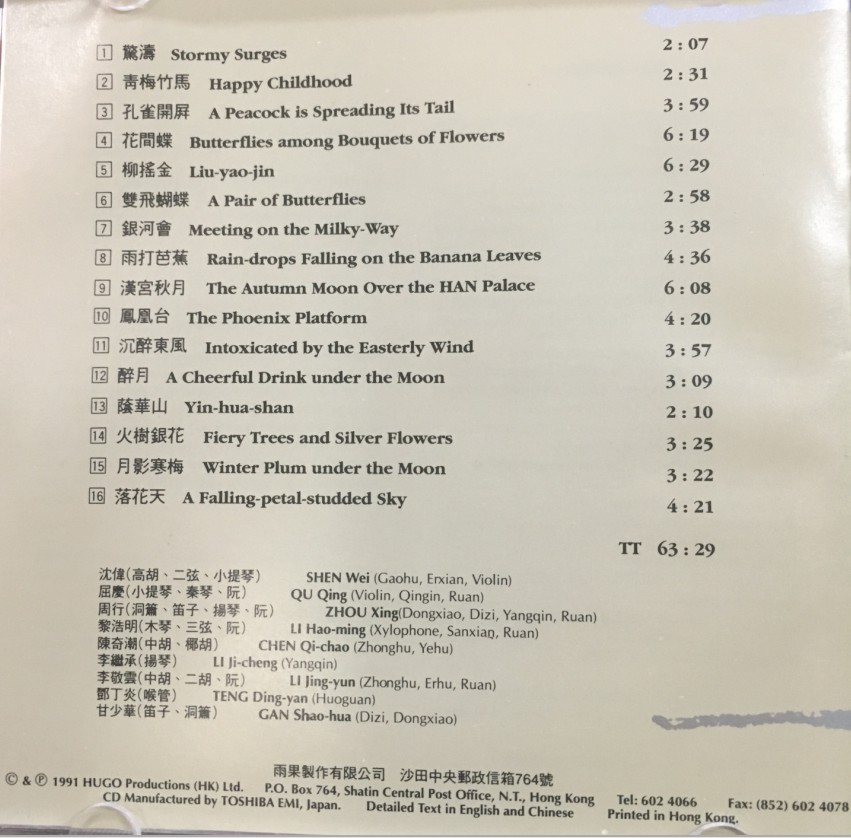 1 驚濤 Stormy Surges 2 : 07
2 靑梅竹馬 Happy Childhood 2 : 31
3 孔雀開屏 A Peacock is Spreading Its Tail 3 : 59
4 花間蝶 Butterflies among Bouquets of Flowers 6 : 19
5 柳搖金 Liu-yao-jin 6 : 29
6 雙飛蝴蝶 A Pair of Butterflies 2 : 58
7 銀河會 Meeting on the Milky-Way 3 : 38
8 雨打芭蕉 Rain-drops Falling on the Banana Leaves 4 : 36
9 漢宮秋月 The Autumn Moon Over the HAN Palace 6 : 08
10 鳳凰台 The Phoenix Platform 4 : 20
11 沉醉東風 Intoxicated by the Easterly Wind 3 : 57
12 醉月 A Cheerful Drink under the Moon 3 : 09
13 蔭華山 Yin-hua-shan 2 : 10
14 火樹銀花 Fiery Trees and Silver Flowers 3 : 25
15 月影寒梅 Winter Plum under the Moon 3 : 22
16 落花天 A Falling-petal-studded Sky 4 : 21
TT 63 : 29
沈偉(高胡、二弦、小提琴) SHEN Wei (Gaohu, Erxian, Violin)
屈慶(小提琴、秦琴、阮) QU Qing (Violin, Qingin, Ruan)
周行(洞簫、笛子、揚琴、阮) ZHOU Xing(Dongxiao, Dizi, Yangqin, Ruan)
黎浩明(木琴、三弦、阮) LI Hao-ming (Xylophone, Sanxian, Ruan)
陳奇潮(中胡、椰胡) CHEN Qi-chao (Zhonghu, Yehu)
李繼承(揚琴) LI Ji-cheng (Yangqin)
李敬雲(中胡、二胡、阮) LI Jing-yun (Zhonghu, Erhu, Ruan)
鄧丁炎(喉管) TENG Ding-yan (Huoguan)
甘少華(笛子、洞簫) GAN Shao-hua (Dizi, Dongxiao)
雨果製作有限公司 沙田中央郵政信箱764號
© & ℗ 1991 HUGO Productions (HK) Ltd. P.O. Box 764, Shatin Central Post Office, N.T., Hong Kong Tel: 602 4066 Fax: (852) 602 4078
CD Manufactured by TOSHIBA EMI, Japan. Detailed Text in English and Chinese Printed in Hong Kong.